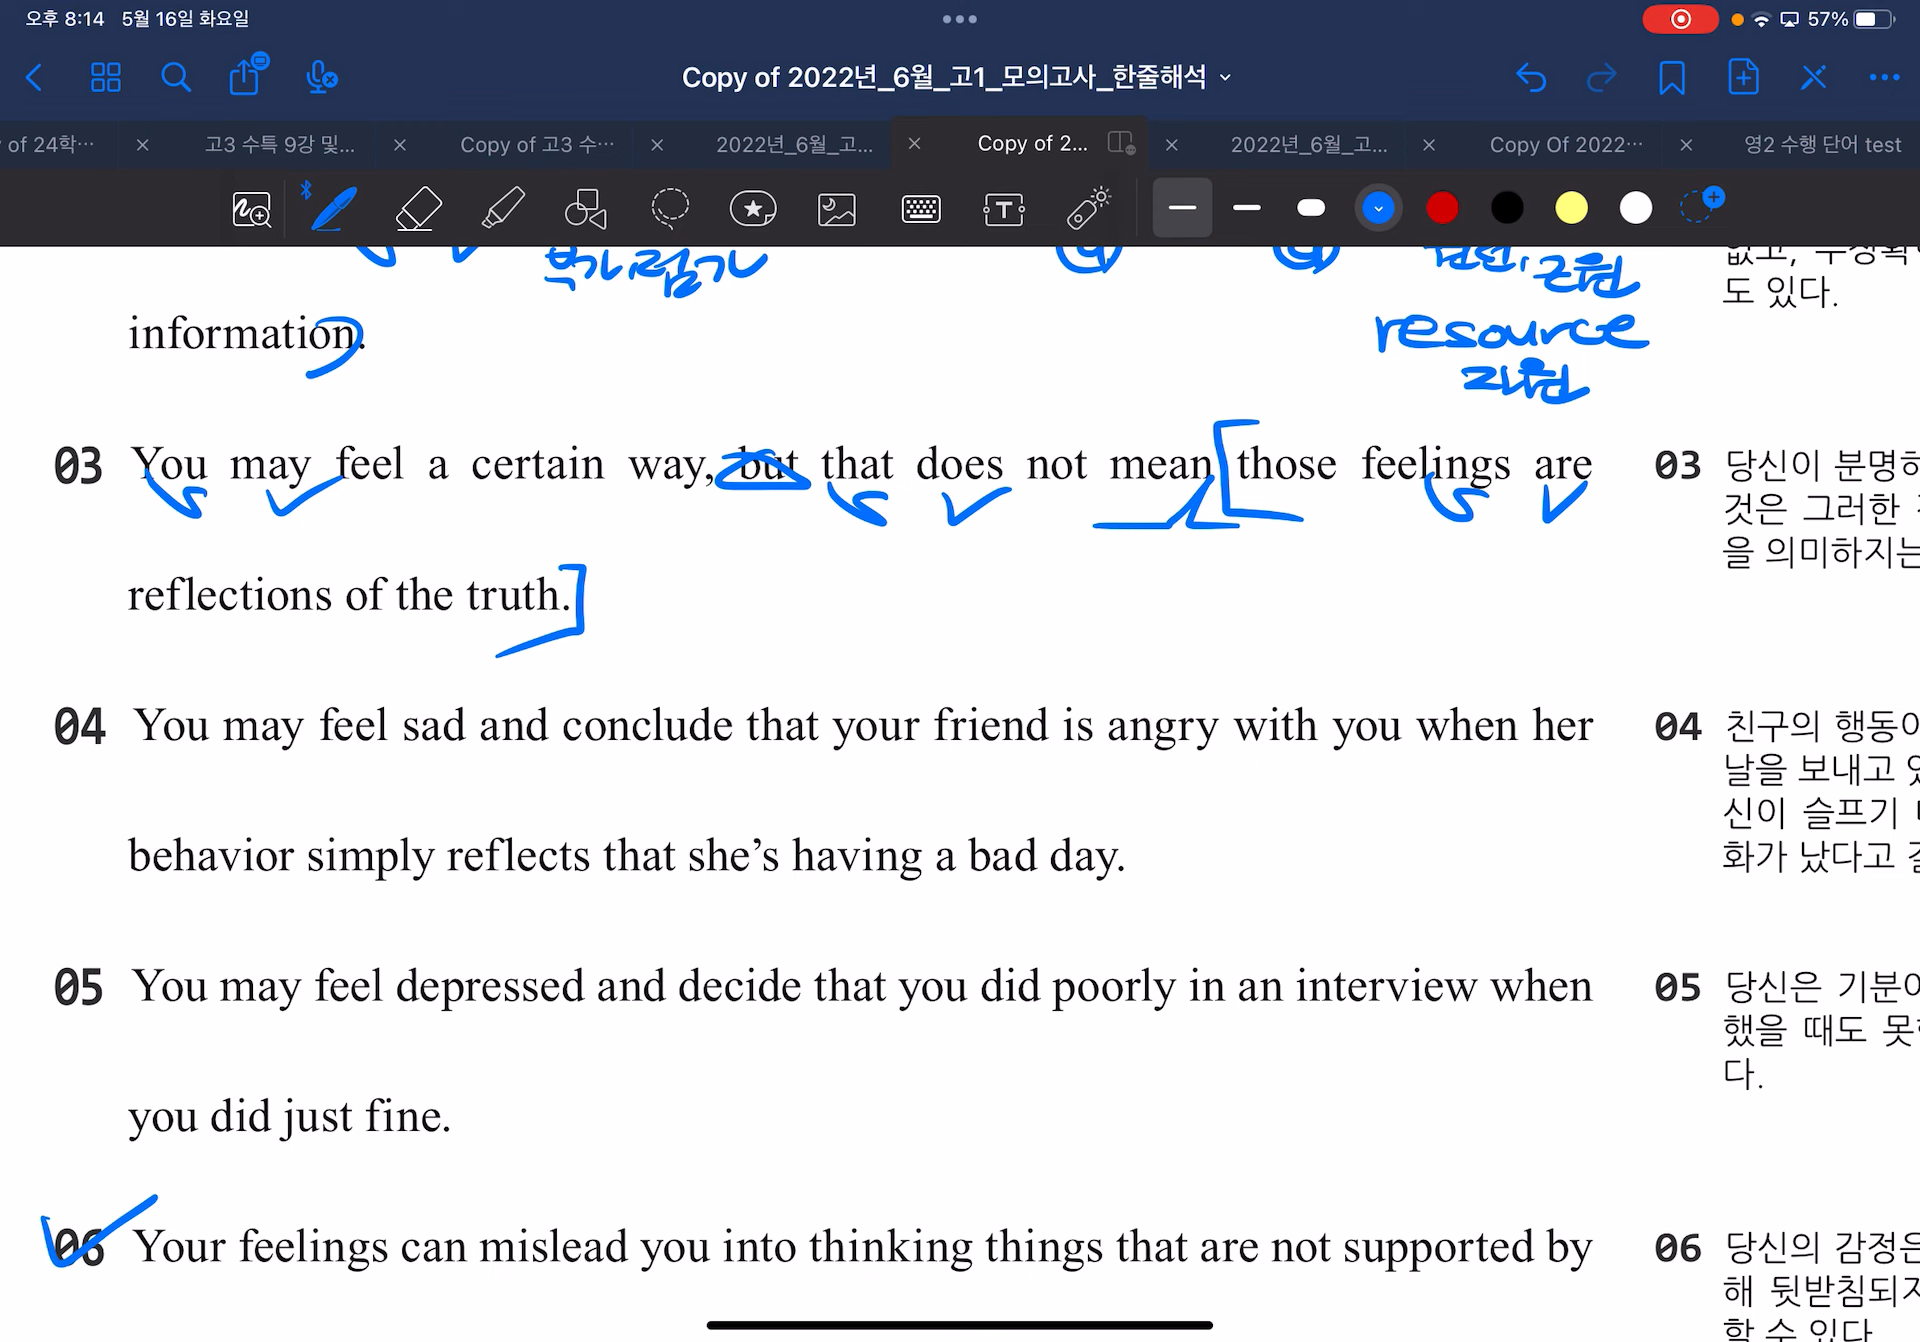 오후 8:14 5월 16일 화요일
57%
Copy of 2022년_6월_고1_모의고사_한줄해석
of 24학···
고3 수특 9강 및...
Copy of 고3 수···
2022년_6월_고...
Copy of 2...
2022년_6월_고...
Copy Of 2022···
영2 수행 단어 test
도 있다.
information.
resource
자원
03 You may feel a certain way, but that does not mean those feelings are
reflections of the truth.
03 당신이 분명하
것은 그러한
을 의미하지는
04 You may feel sad and conclude that your friend is angry with you when her
behavior simply reflects that she's having a bad day.
04 친구의 행동이
날을 보내고
신이 슬프기
화가 났다고
05 You may feel depressed and decide that you did poorly in an interview when
you did just fine.
05 당신은 기분이
했을 때도
다.
06 Your feelings can mislead you into thinking things that are not supported by
06 당신의 감정은
해 뒷받침되지
할 수 있다